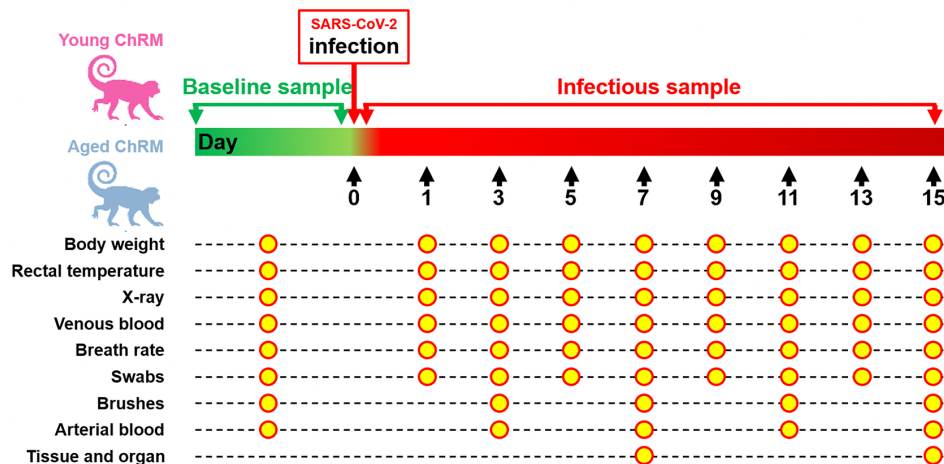 SARS-CoV-2
infection
Young ChRM
Baseline sample
Infectious sample
Day
Aged ChRM
0 1 3 5 7 9 11 13 15
Body weight
Rectal temperature
X-ray
Venous blood
Breath rate
Swabs
Brushes
Arterial blood
Tissue and organ